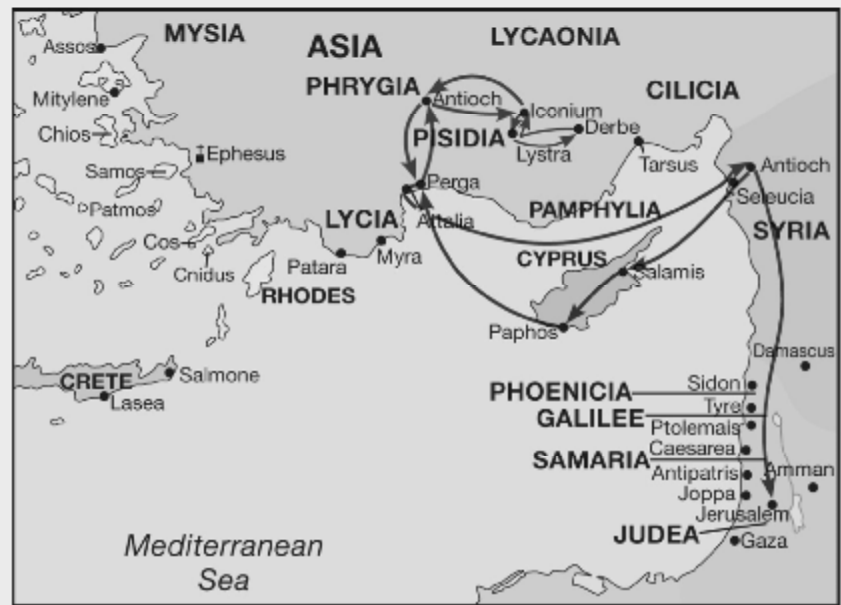 MYSIA
ASIA
LYCAONIA
Assos
PHRYGIA
CILICIA
Mitylene
Antioch
Iconium
Chios
PISIDIA
Derbe
Ephesus
Lystra
Tarsus
Antioch
Samos
Perga
Seleucia
Patmos
LYCIA
Attalia
PAMPHYLIA
SYRIA
Cos
Myra
CYPRUS
Cnidus
Patara
Salamis
RHODES
Paphos
Damascus
CRETE
Salmone
Lasea
PHOENICIA
Sidon
GALILEE
Tyre
Ptolemais
SAMARIA
Caesarea
Antipatris
Amman
Joppa
Jerusalem
JUDEA
Gaza
Mediterranean
Sea